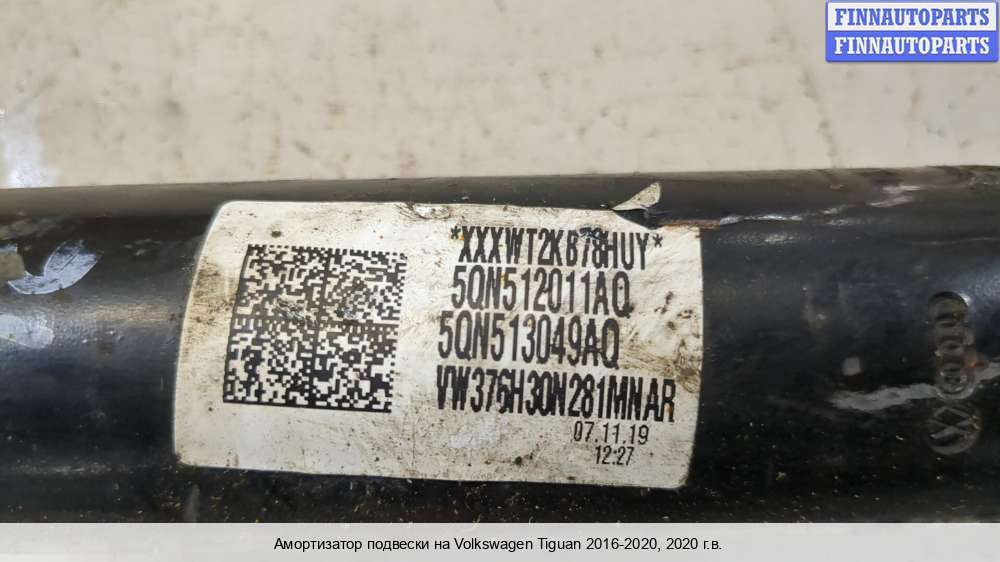 FINNAUTOPARTS
FINNAUTOPARTS
*XXXWT2KB78HUY*
5QN512011AQ
5QN513049AQ
VW376H30N281MNAR
07.11.19
12:27
Амортизатор подвески на Volkswagen Tiguan 2016-2020, 2020 г.в.